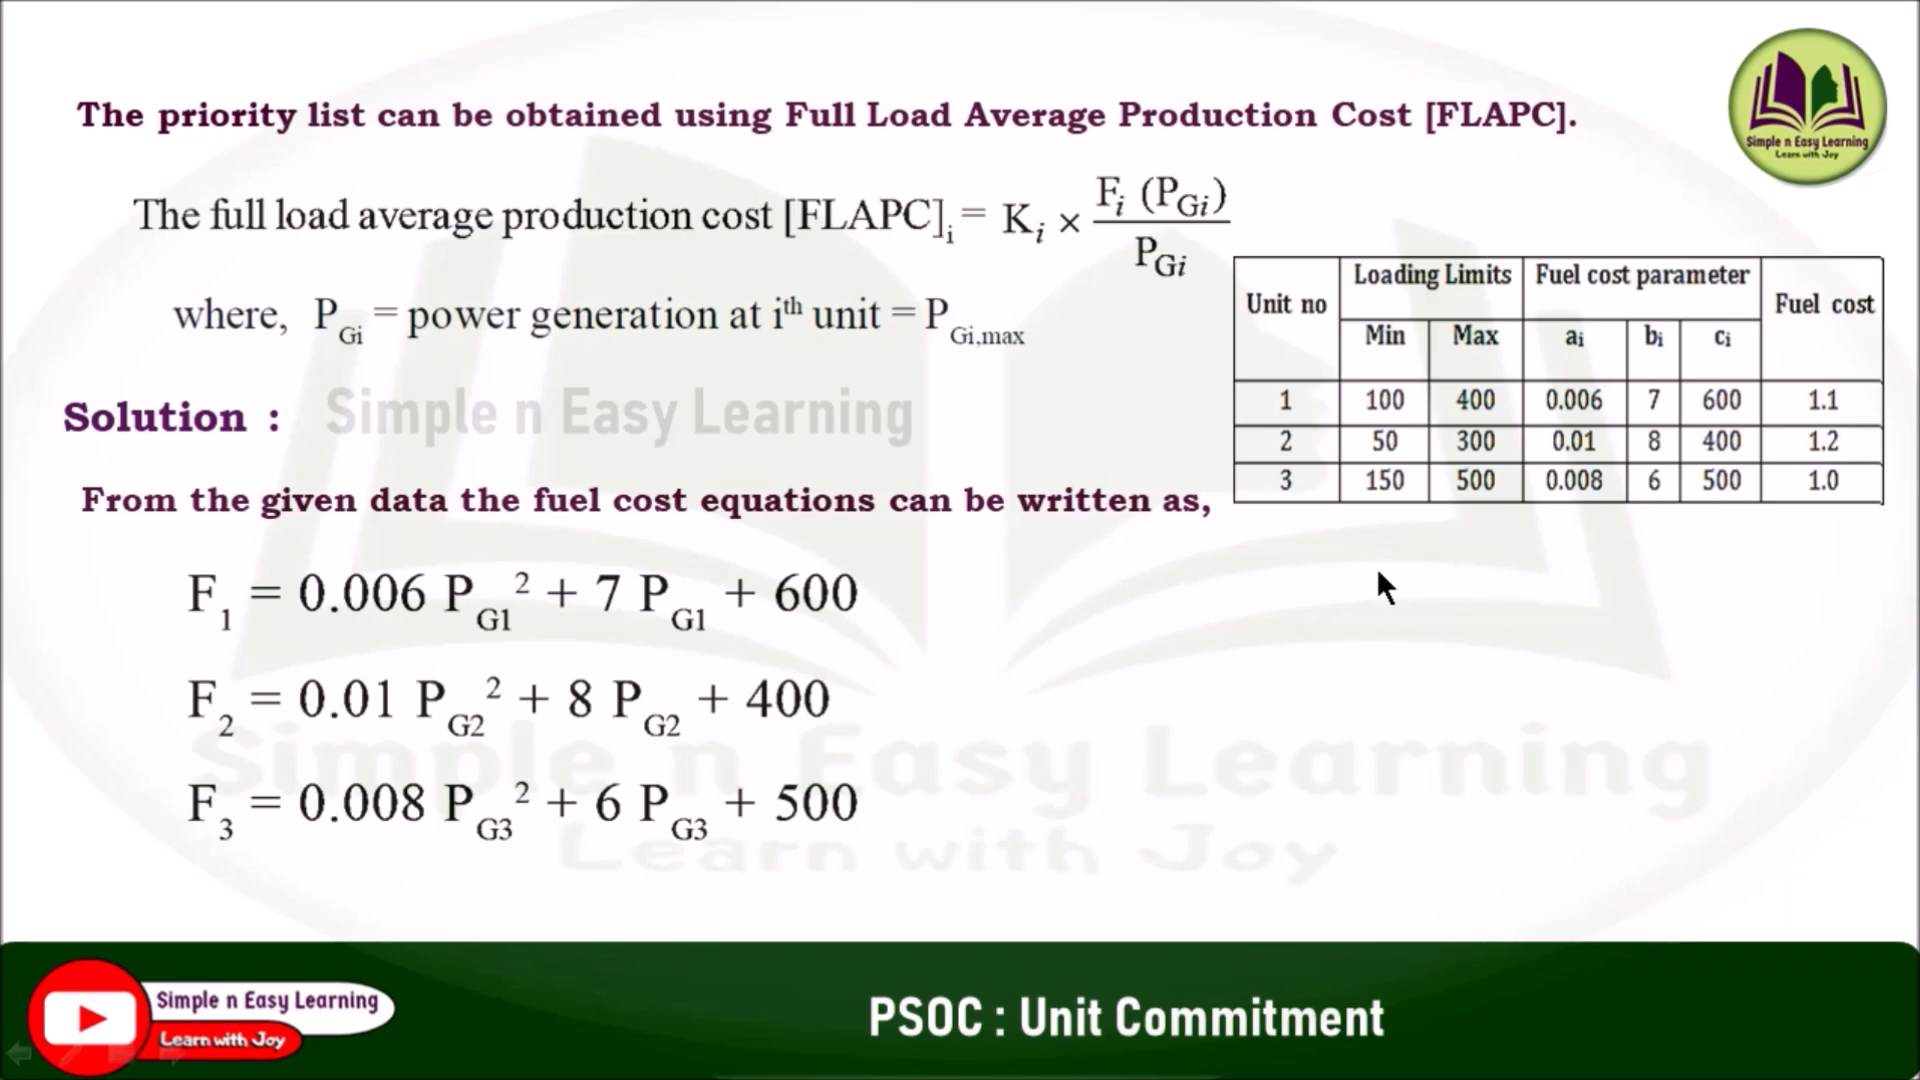 The priority list can be obtained using Full Load Average Production Cost [FLAPC].
Simple n Easy Learning
Learn with Joy
The full load average production cost [FLAPC]i = Ki × Fi (PGi) / PGi
where, PGi = power generation at ith unit = PGi,max
Unit no Loading Limits Fuel cost parameter Fuel cost
Min Max ai bi ci
1 100 400 0.006 7 600 1.1
2 50 300 0.01 8 400 1.2
3 150 500 0.008 6 500 1.0
Solution :
Simple n Easy Learning
From the given data the fuel cost equations can be written as,
F1 = 0.006 PG1² + 7 PG1 + 600
F2 = 0.01 PG2² + 8 PG2 + 400
F3 = 0.008 PG3² + 6 PG3 + 500
Simple n Easy Learning
Learn with Joy
Simple n Easy Learning
Learn with Joy
PSOC : Unit Commitment